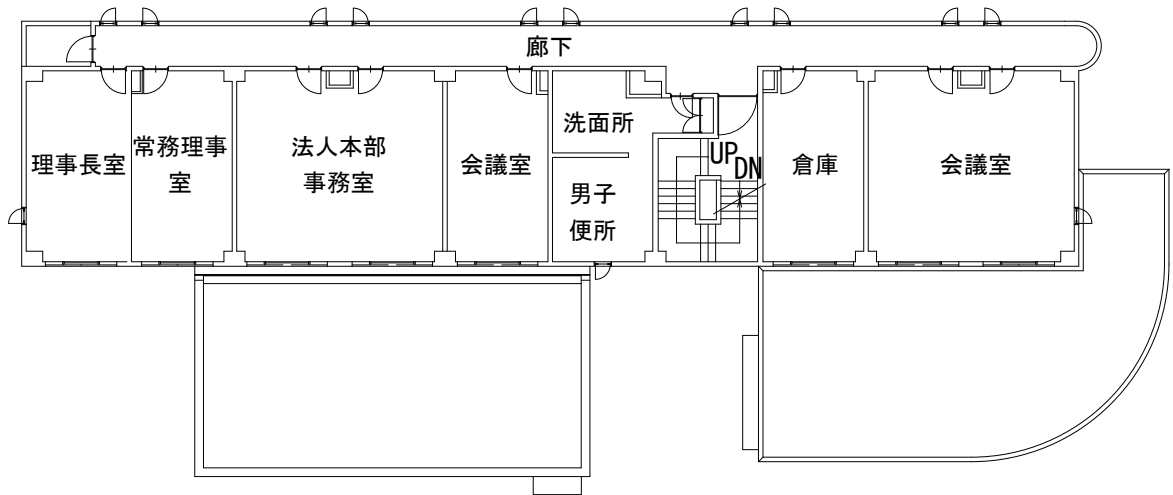 廊下
理事長室
常務理事
室
法人本部
事務室
会議室
洗面所
男子
便所
UP
DN
倉庫
会議室